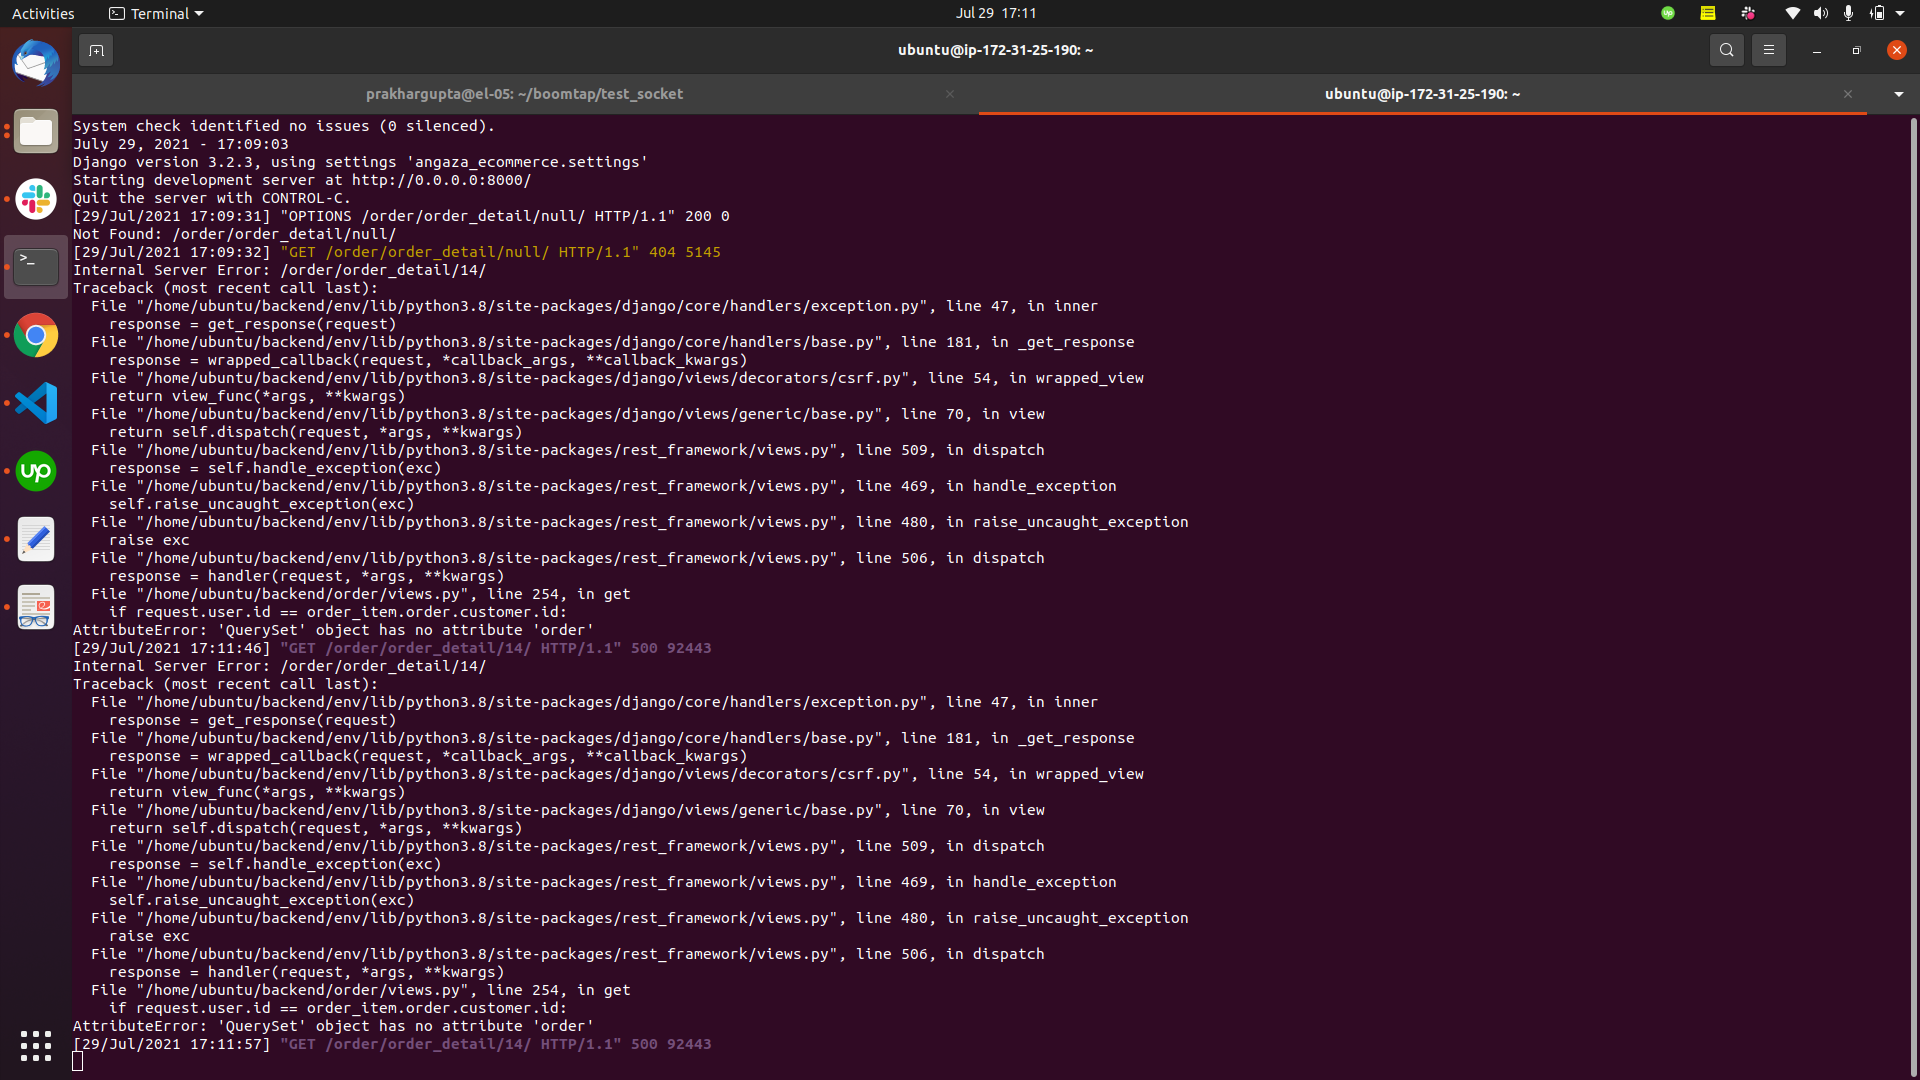 Activities
Terminal
Jul 29 17:11
ubuntu@ip-172-31-25-190: ~
prakhargupta@el-05: ~/boomtap/test_socket
ubuntu@ip-172-31-25-190: ~
System check identified no issues (0 silenced).
July 29, 2021 - 17:09:03
Django version 3.2.3, using settings 'angaza_ecommerce.settings'
Starting development server at http://0.0.0.0:8000/
Quit the server with CONTROL-C.
[29/Jul/2021 17:09:31] "OPTIONS /order/order_detail/null/ HTTP/1.1" 200 0
Not Found: /order/order_detail/null/
[29/Jul/2021 17:09:32] "GET /order/order_detail/null/ HTTP/1.1" 404 5145
Internal Server Error: /order/order_detail/14/
Traceback (most recent call last):
  File "/home/ubuntu/backend/env/lib/python3.8/site-packages/django/core/handlers/exception.py", line 47, in inner
    response = get_response(request)
  File "/home/ubuntu/backend/env/lib/python3.8/site-packages/django/core/handlers/base.py", line 181, in _get_response
    response = wrapped_callback(request, *callback_args, **callback_kwargs)
  File "/home/ubuntu/backend/env/lib/python3.8/site-packages/django/views/decorators/csrf.py", line 54, in wrapped_view
    return view_func(*args, **kwargs)
  File "/home/ubuntu/backend/env/lib/python3.8/site-packages/django/views/generic/base.py", line 70, in view
    return self.dispatch(request, *args, **kwargs)
  File "/home/ubuntu/backend/env/lib/python3.8/site-packages/rest_framework/views.py", line 509, in dispatch
    response = self.handle_exception(exc)
  File "/home/ubuntu/backend/env/lib/python3.8/site-packages/rest_framework/views.py", line 469, in handle_exception
    self.raise_uncaught_exception(exc)
  File "/home/ubuntu/backend/env/lib/python3.8/site-packages/rest_framework/views.py", line 480, in raise_uncaught_exception
    raise exc
  File "/home/ubuntu/backend/env/lib/python3.8/site-packages/rest_framework/views.py", line 506, in dispatch
    response = handler(request, *args, **kwargs)
  File "/home/ubuntu/backend/order/views.py", line 254, in get
    if request.user.id == order_item.order.customer.id:
AttributeError: 'QuerySet' object has no attribute 'order'
[29/Jul/2021 17:11:46] "GET /order/order_detail/14/ HTTP/1.1" 500 92443
Internal Server Error: /order/order_detail/14/
Traceback (most recent call last):
  File "/home/ubuntu/backend/env/lib/python3.8/site-packages/django/core/handlers/exception.py", line 47, in inner
    response = get_response(request)
  File "/home/ubuntu/backend/env/lib/python3.8/site-packages/django/core/handlers/base.py", line 181, in _get_response
    response = wrapped_callback(request, *callback_args, **callback_kwargs)
  File "/home/ubuntu/backend/env/lib/python3.8/site-packages/django/views/decorators/csrf.py", line 54, in wrapped_view
    return view_func(*args, **kwargs)
  File "/home/ubuntu/backend/env/lib/python3.8/site-packages/django/views/generic/base.py", line 70, in view
    return self.dispatch(request, *args, **kwargs)
  File "/home/ubuntu/backend/env/lib/python3.8/site-packages/rest_framework/views.py", line 509, in dispatch
    response = self.handle_exception(exc)
  File "/home/ubuntu/backend/env/lib/python3.8/site-packages/rest_framework/views.py", line 469, in handle_exception
    self.raise_uncaught_exception(exc)
  File "/home/ubuntu/backend/env/lib/python3.8/site-packages/rest_framework/views.py", line 480, in raise_uncaught_exception
    raise exc
  File "/home/ubuntu/backend/env/lib/python3.8/site-packages/rest_framework/views.py", line 506, in dispatch
    response = handler(request, *args, **kwargs)
  File "/home/ubuntu/backend/order/views.py", line 254, in get
    if request.user.id == order_item.order.customer.id:
AttributeError: 'QuerySet' object has no attribute 'order'
[29/Jul/2021 17:11:57] "GET /order/order_detail/14/ HTTP/1.1" 500 92443